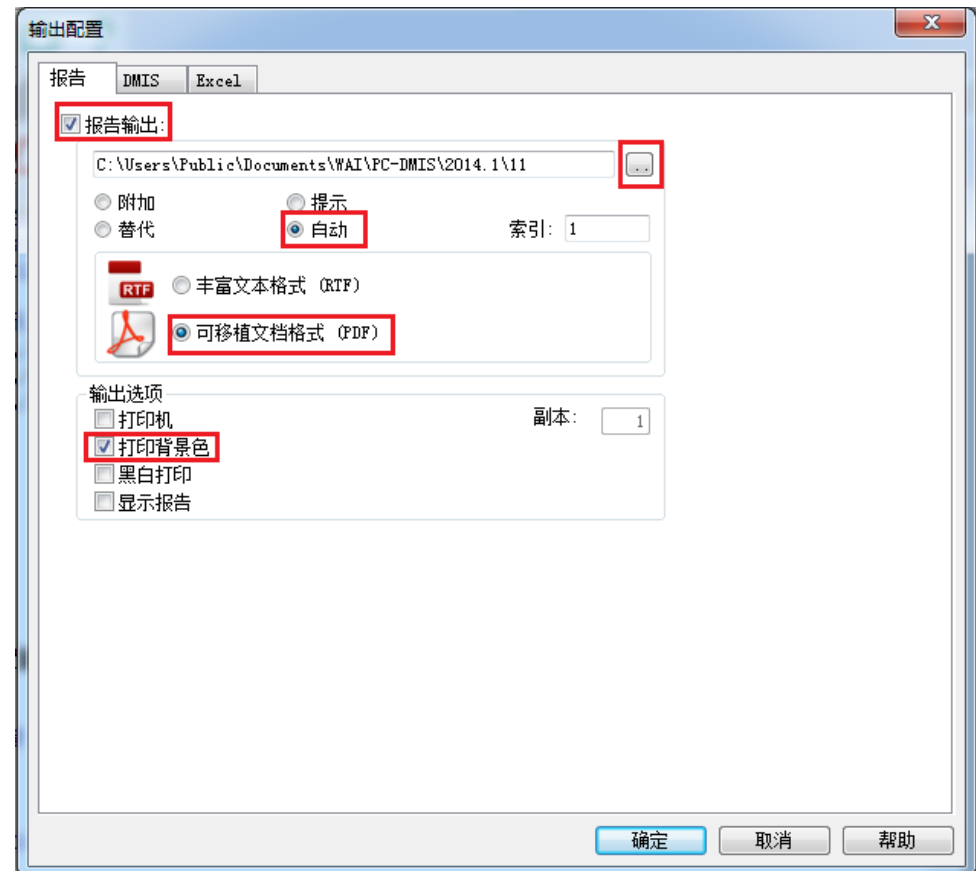 输出配置
报告 DMIS Excel
报告输出:
C:\Users\Public\Documents\WAI\PC-DMIS\2014.1\11 ..
附加 提示
替代 自动 索引: 1
RTF 丰富文本格式 (RTF)
可移植文档格式 (PDF)
输出选项
打印机 副本: 1
打印背景色
黑白打印
显示报告
确定 取消 帮助